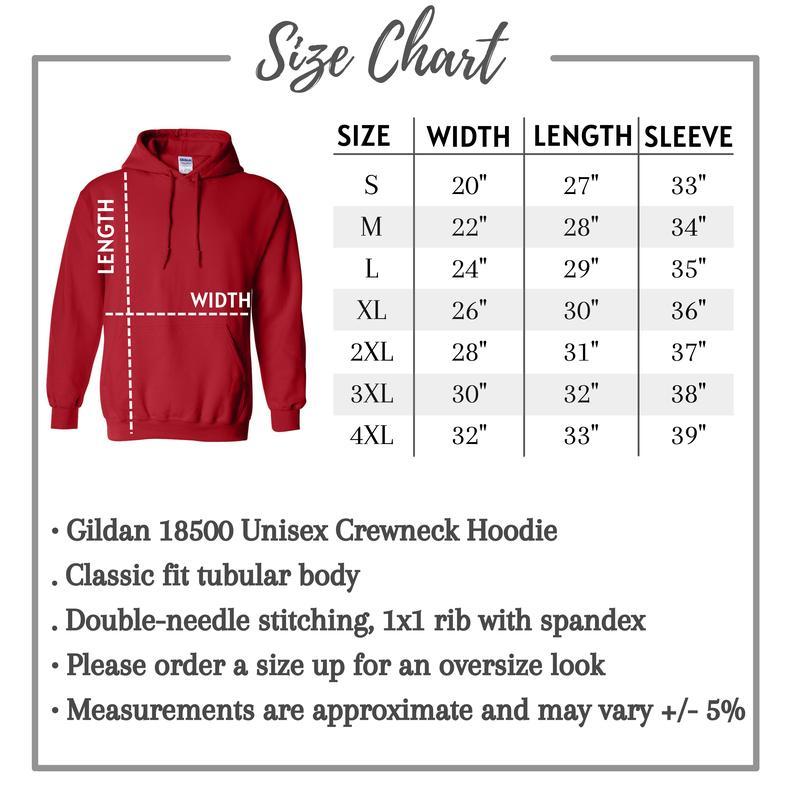 Size Chart
SIZE WIDTH LENGTH SLEEVE
S 20" 27" 33"
M 22" 28" 34"
L 24" 29" 35"
XL 26" 30" 36"
2XL 28" 31" 37"
3XL 30" 32" 38"
4XL 32" 33" 39"
LENGTH
WIDTH
• Gildan 18500 Unisex Crewneck Hoodie
. Classic fit tubular body
. Double-needle stitching, 1x1 rib with spandex
• Please order a size up for an oversize look
• Measurements are approximate and may vary +/- 5%